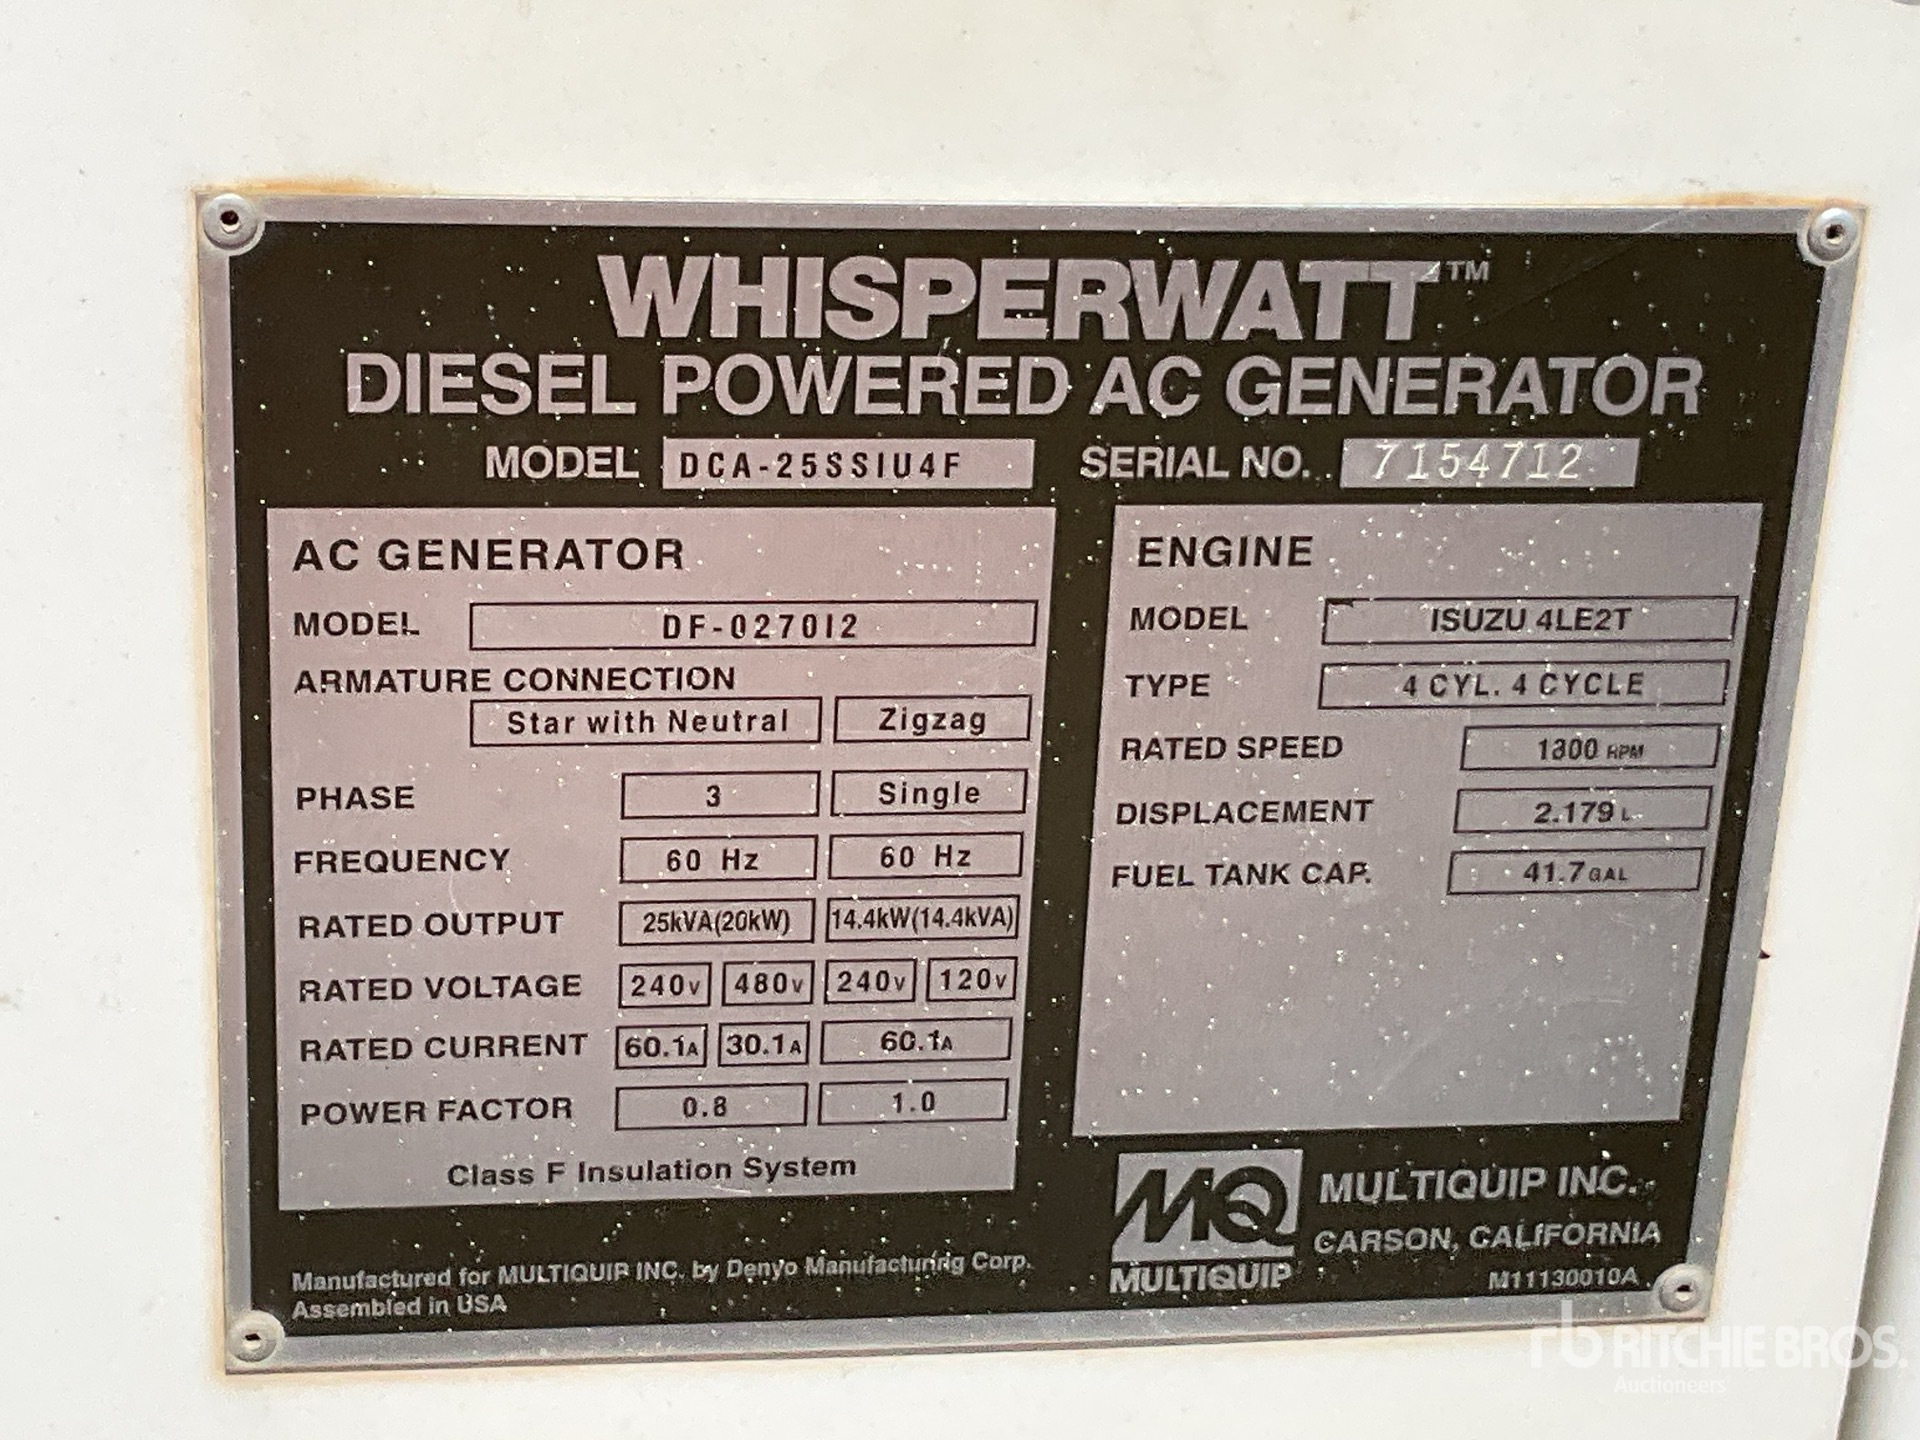 WHISPERWATT™
DIESEL POWERED AC GENERATOR
MODEL DCA-25SSIU4F SERIAL NO. 7154712
AC GENERATOR
MODEL DF-0270I2
ARMATURE CONNECTION
Star with Neutral Zigzag
PHASE 3 Single
FREQUENCY 60 Hz 60 Hz
RATED OUTPUT 25kVA(20kW) 14.4kW(14.4kVA)
RATED VOLTAGE 240V 480V 240V 120V
RATED CURRENT 60.1A 30.1A 60.1A
POWER FACTOR 0.8 1.0
Class F Insulation System
ENGINE
MODEL ISUZU 4LE2T
TYPE 4 CYL. 4 CYCLE
RATED SPEED 1800 RPM
DISPLACEMENT 2.179 L
FUEL TANK CAP. 41.7 GAL
Manufactured for MULTIQUIP INC. by Denyo Manufacturing Corp.
Assembled in USA
MQ
MULTIQUIP
MULTIQUIP INC.
CARSON, CALIFORNIA
M11130010A
rb RITCHIE BROS.
Auctioneers